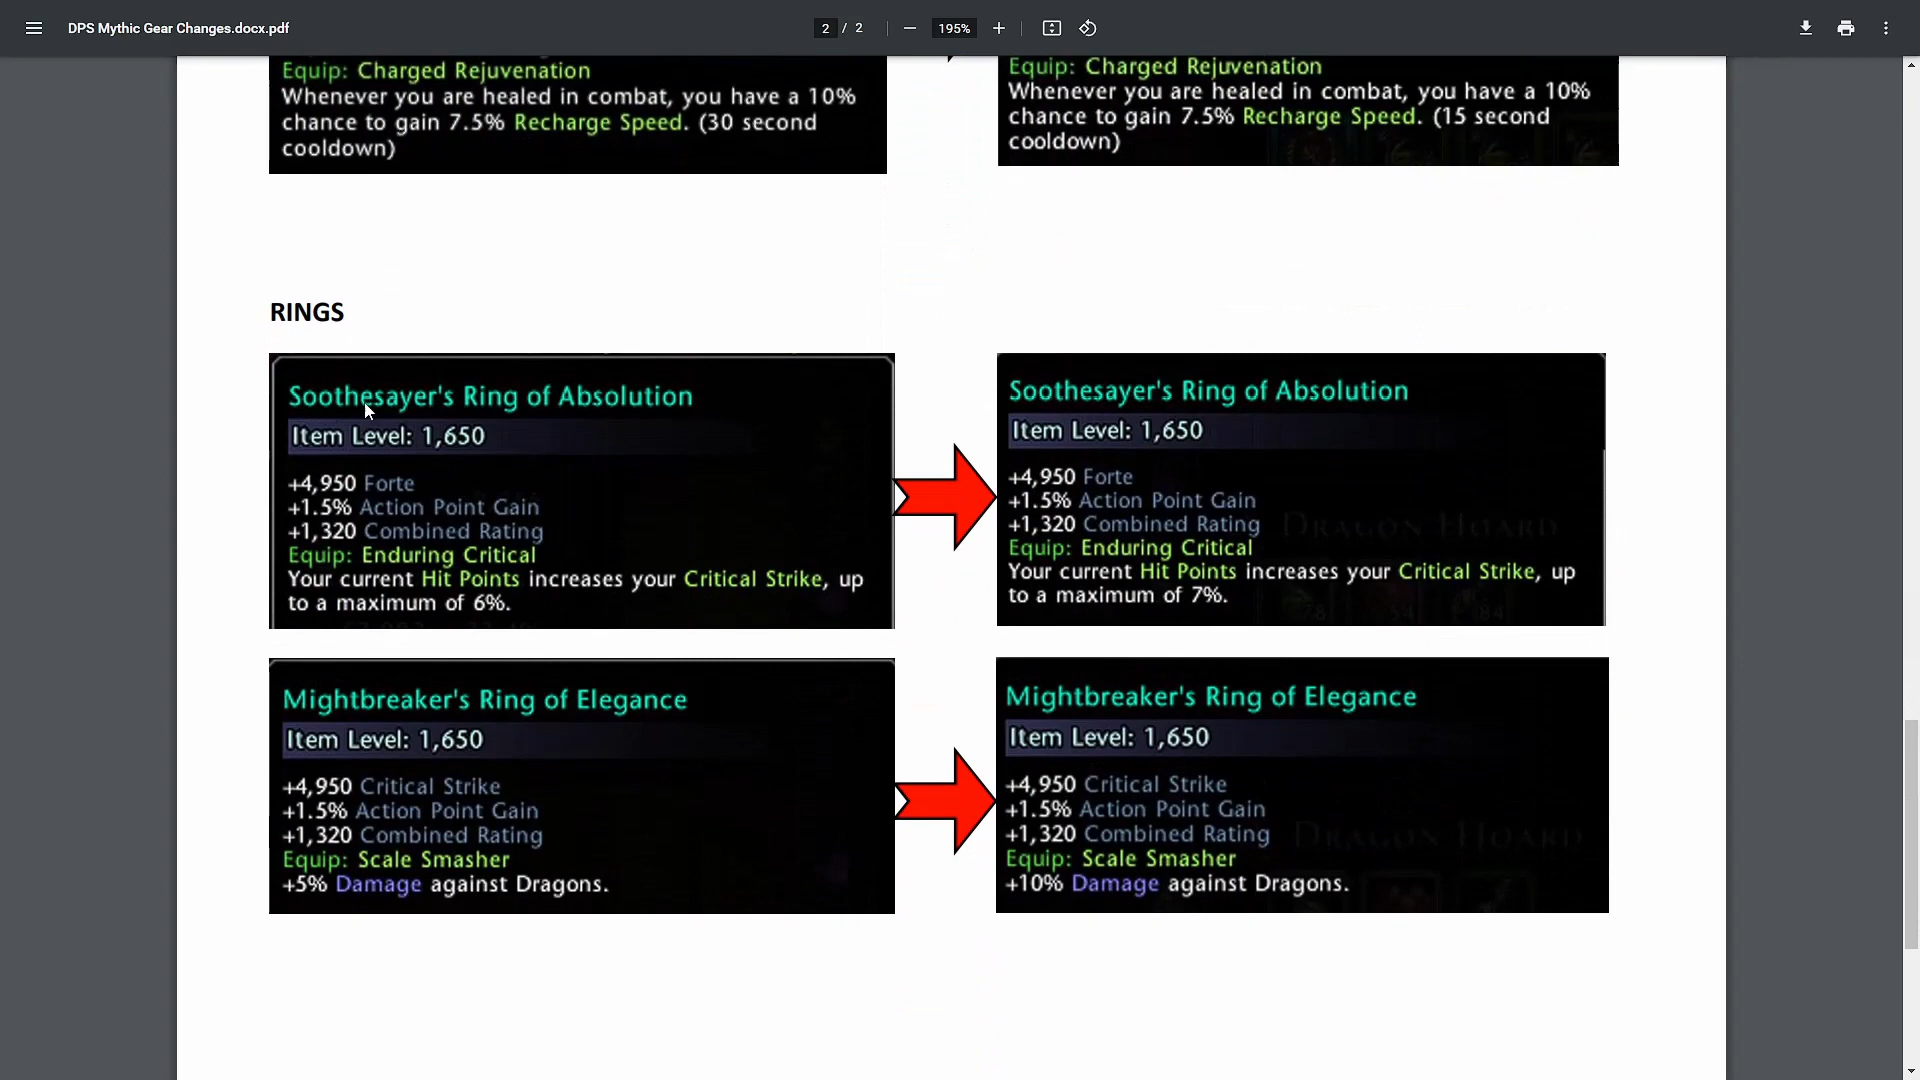 DPS Mythic Gear Changes.docx.pdf
2 / 2
195%
Equip: Charged Rejuvenation
Whenever you are healed in combat, you have a 10%
chance to gain 7.5% Recharge Speed. (30 second
cooldown)
Equip: Charged Rejuvenation
Whenever you are healed in combat, you have a 10%
chance to gain 7.5% Recharge Speed. (15 second
cooldown)
RINGS
Soothesayer's Ring of Absolution
Item Level: 1,650
+4,950 Forte
+1.5% Action Point Gain
+1,320 Combined Rating
Equip: Enduring Critical
Your current Hit Points increases your Critical Strike, up
to a maximum of 6%.
Soothesayer's Ring of Absolution
Item Level: 1,650
+4,950 Forte
+1.5% Action Point Gain
+1,320 Combined Rating
DRAGON HOARD
Equip: Enduring Critical
Your current Hit Points increases your Critical Strike, up
to a maximum of 7%.
Mightbreaker's Ring of Elegance
Item Level: 1,650
+4,950 Critical Strike
+1.5% Action Point Gain
+1,320 Combined Rating
Equip: Scale Smasher
+5% Damage against Dragons.
Mightbreaker's Ring of Elegance
Item Level: 1,650
+4,950 Critical Strike
+1.5% Action Point Gain
+1,320 Combined Rating
DRAGON HOARD
Equip: Scale Smasher
+10% Damage against Dragons.